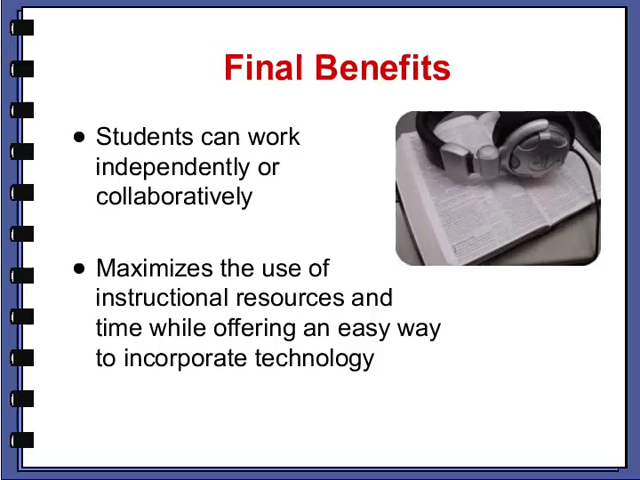 Final Benefits
● Students can work
independently or
collaboratively
● Maximizes the use of
instructional resources and
time while offering an easy way
to incorporate technology